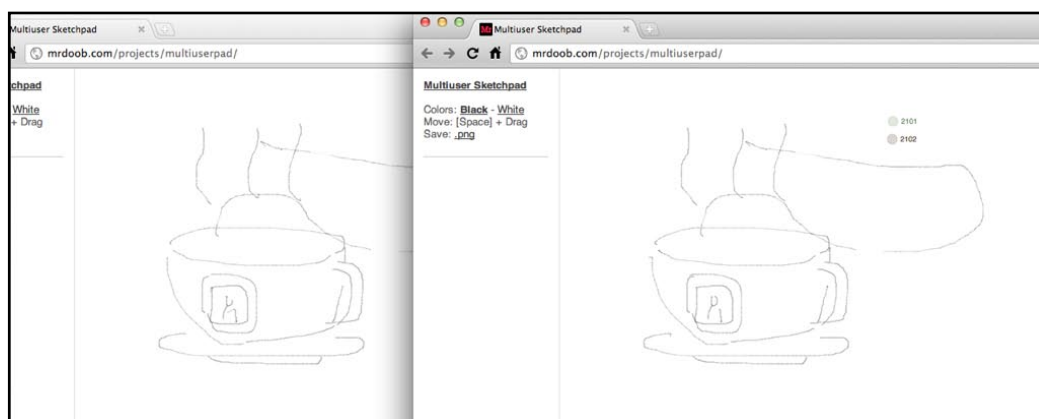 Multiuser Sketchpad
mrdoob.com/projects/multiuserpad/
White
+ Drag
Multiuser Sketchpad
mrdoob.com/projects/multiuserpad/
Multiuser Sketchpad
Colors: Black - White
Move: [Space] + Drag
Save: .png
2101
2102